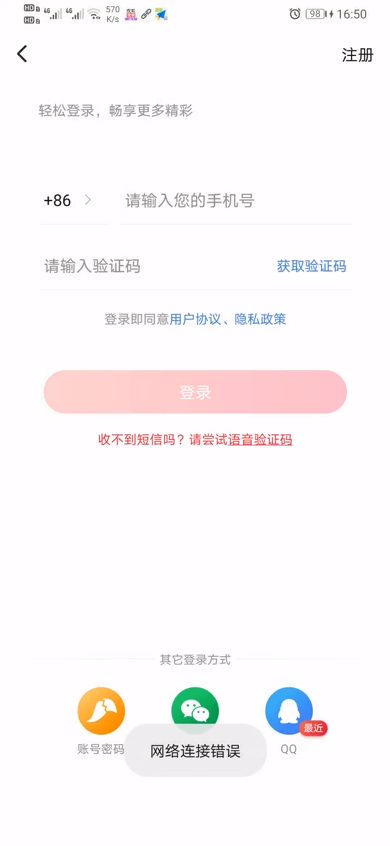 HD 4G 4G 570 K/s 98 16:50
HD
注册
轻松登录，畅享更多精彩
+86 请输入您的手机号
请输入验证码 获取验证码
登录即同意用户协议、隐私政策
登录
收不到短信吗？请尝试语音验证码
其它登录方式
最近
账号密码 QQ
网络连接错误